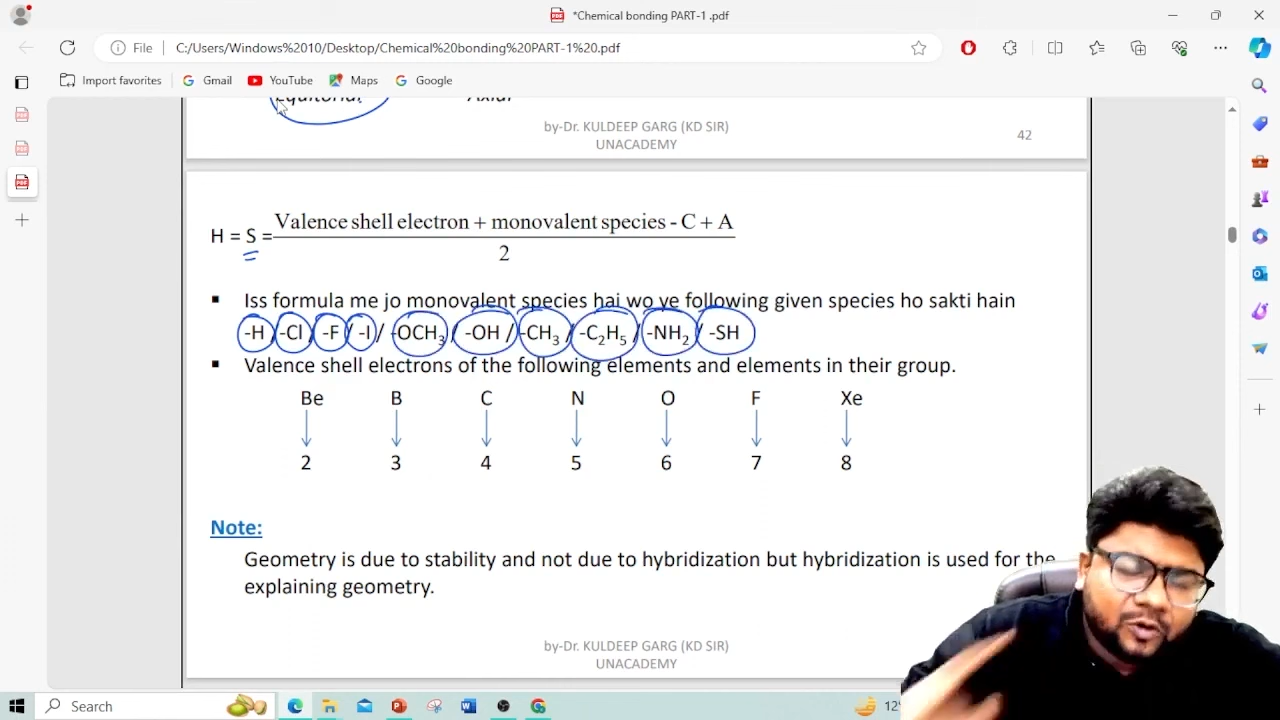 *Chemical bonding PART-1 .pdf
File
C:/Users/Windows%2010/Desktop/Chemical%20bonding%20PART-1%20.pdf
Import favorites
Gmail
YouTube
Maps
Google
Equitorial
Axial
by-Dr. KULDEEP GARG (KD SIR)
UNACADEMY
42
H = S = Valence shell electron + monovalent species - C + A
2
▪ Iss formula me jo monovalent species hai wo ye following given species ho sakti hain
-H / -Cl / -F / -I / -OCH₃ / -OH / -CH₃ / -C₂H₅ / -NH₂ / -SH
▪ Valence shell electrons of the following elements and elements in their group.
Be B C N O F Xe
2 3 4 5 6 7 8
Note:
Geometry is due to stability and not due to hybridization but hybridization is used for the
explaining geometry.
by-Dr. KULDEEP GARG (KD SIR)
UNACADEMY
Search